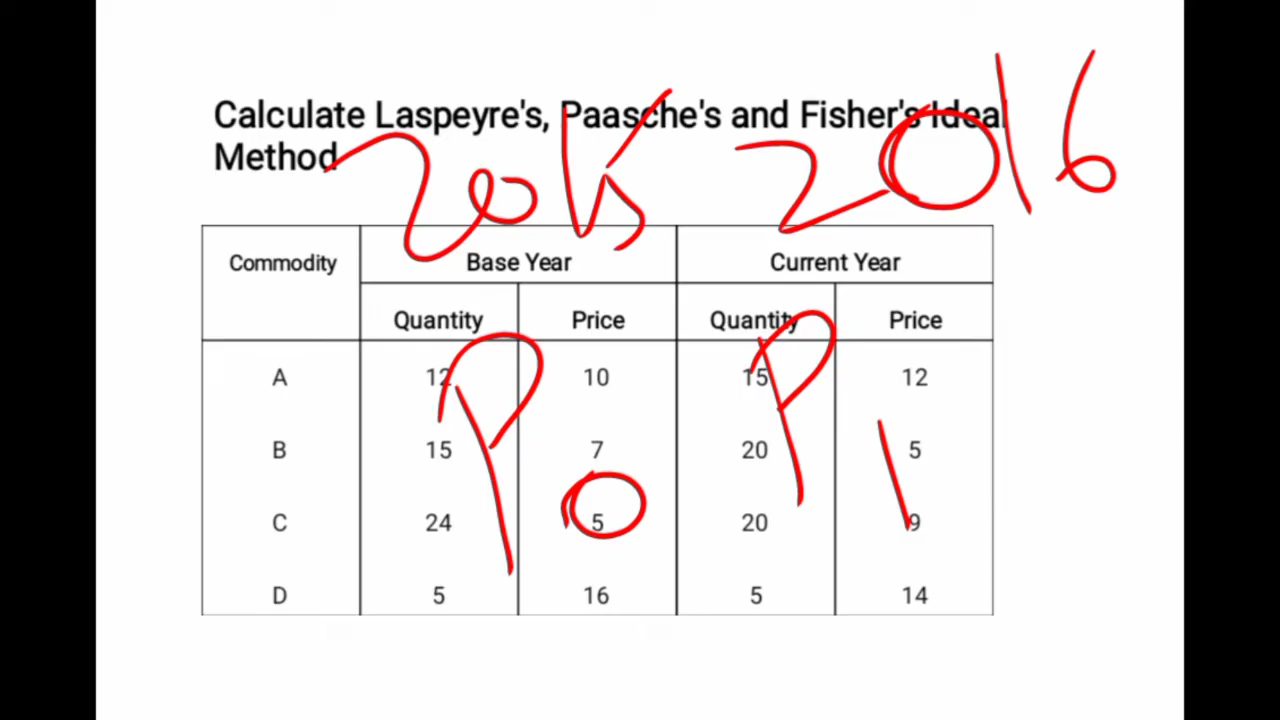 Calculate Laspeyre's, Paasche's and Fisher's Ideal
Method
2015 2016
Commodity Base Year Current Year
Quantity Price Quantity Price
A 12 10 15 12
B 15 7 20 5
C 24 5 20 9
D 5 16 5 14
P0 P1